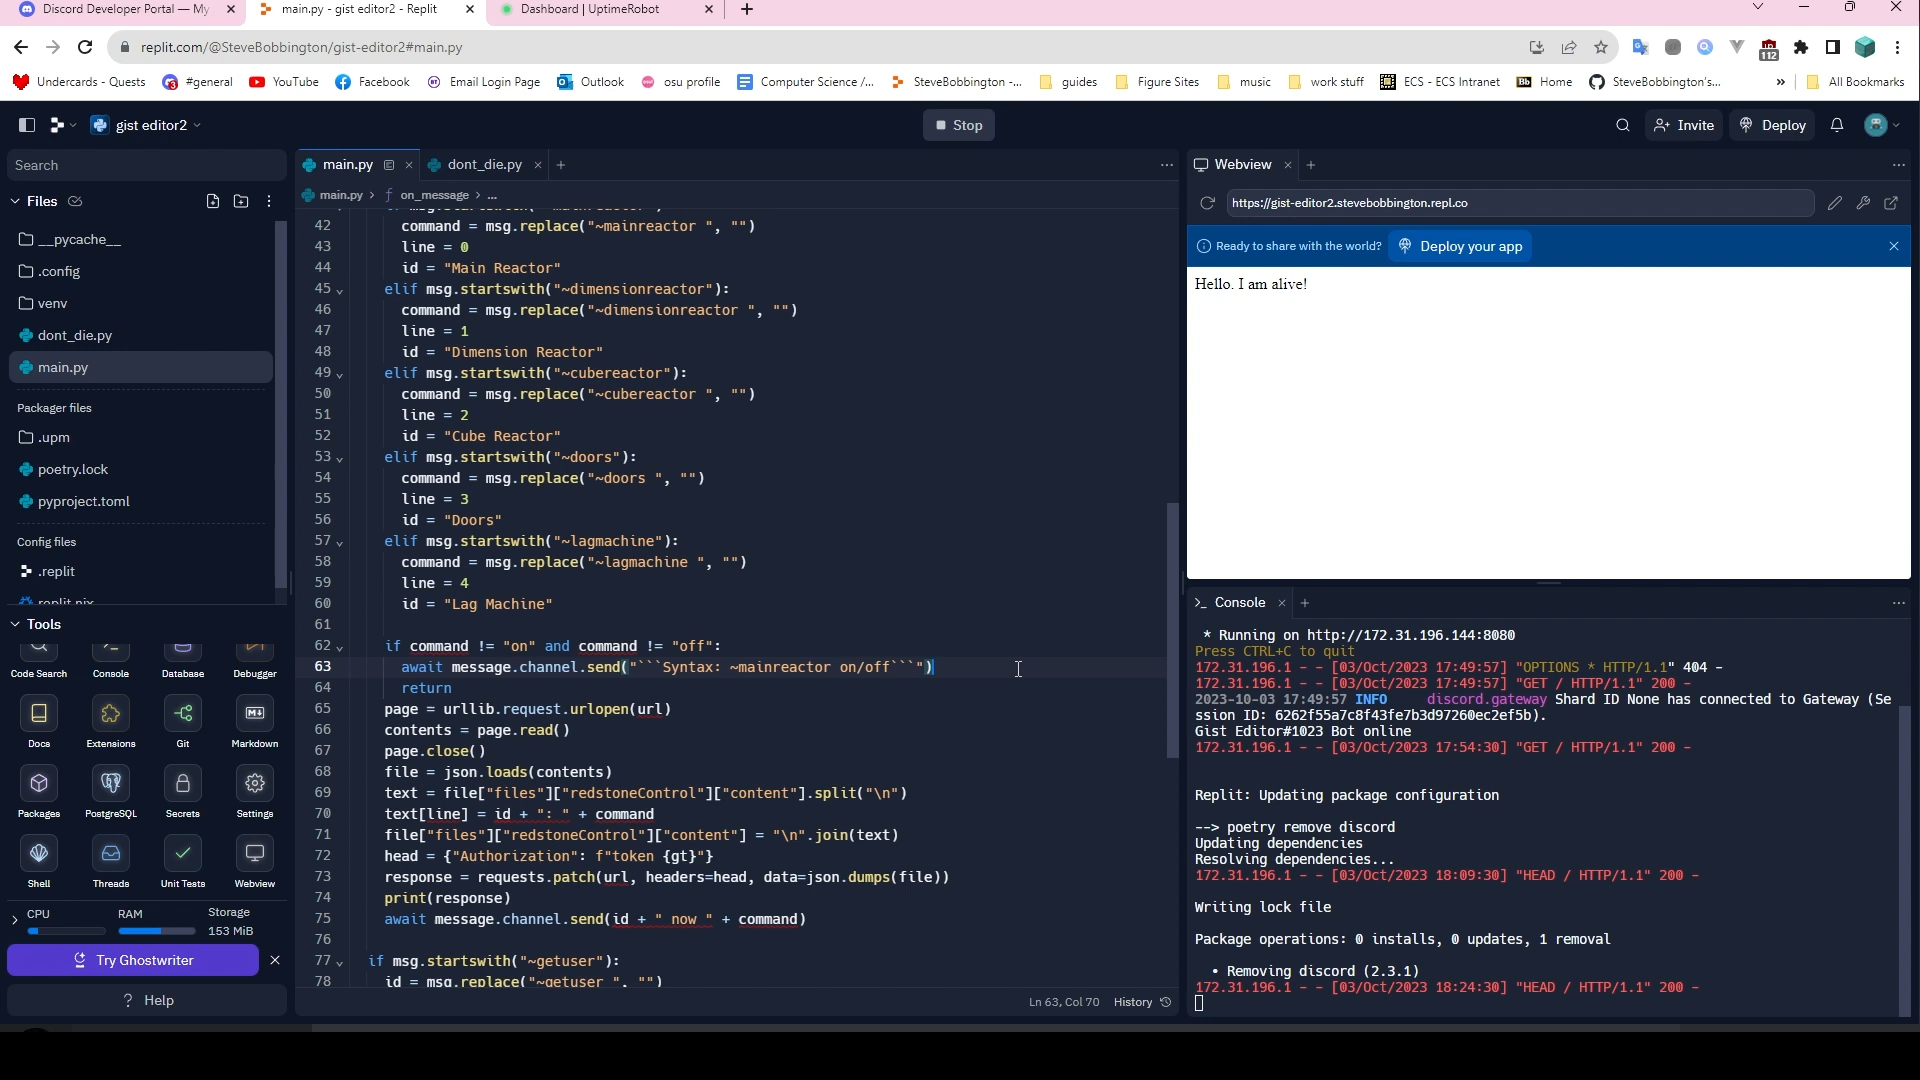 Discord Developer Portal — My
main.py - gist editor2 - Replit
Dashboard | UptimeRobot
replit.com/@SteveBobbington/gist-editor2#main.py
112
Undercards - Quests
#general
YouTube
Facebook
Email Login Page
Outlook
osu profile
Computer Science /...
SteveBobbington -...
guides
Figure Sites
music
work stuff
ECS - ECS Intranet
Bb Home
SteveBobbington's...
»
All Bookmarks
gist editor2
Stop
Invite
Deploy
Search
Files
__pycache__
.config
venv
dont_die.py
main.py
Packager files
.upm
poetry.lock
pyproject.toml
Config files
.replit
replit.nix
Tools
Code Search
Console
Database
Debugger
Docs
Extensions
Git
Markdown
Packages
PostgreSQL
Secrets
Settings
Shell
Threads
Unit Tests
Webview
CPU
RAM
Storage
153 MiB
Try Ghostwriter
? Help
main.py
dont_die.py
main.py > on_message > ...
42 command = msg.replace("~mainreactor ", "")
43 line = 0
44 id = "Main Reactor"
45 elif msg.startswith("~dimensionreactor"):
46 command = msg.replace("~dimensionreactor ", "")
47 line = 1
48 id = "Dimension Reactor"
49 elif msg.startswith("~cubereactor"):
50 command = msg.replace("~cubereactor ", "")
51 line = 2
52 id = "Cube Reactor"
53 elif msg.startswith("~doors"):
54 command = msg.replace("~doors ", "")
55 line = 3
56 id = "Doors"
57 elif msg.startswith("~lagmachine"):
58 command = msg.replace("~lagmachine ", "")
59 line = 4
60 id = "Lag Machine"
61
62 if command != "on" and command != "off":
63 await message.channel.send("```Syntax: ~mainreactor on/off```")
64 return
65 page = urllib.request.urlopen(url)
66 contents = page.read()
67 page.close()
68 file = json.loads(contents)
69 text = file["files"]["redstoneControl"]["content"].split("\n")
70 text[line] = id + ": " + command
71 file["files"]["redstoneControl"]["content"] = "\n".join(text)
72 head = {"Authorization": f"token {gt}"}
73 response = requests.patch(url, headers=head, data=json.dumps(file))
74 print(response)
75 await message.channel.send(id + " now " + command)
76
77 if msg.startswith("~getuser"):
78 id = msg.replace("~getuser ", "")
Ln 63, Col 70
History
Webview
https://gist-editor2.stevebobbington.repl.co
Ready to share with the world?
Deploy your app
Hello. I am alive!
Console
* Running on http://172.31.196.144:8080
Press CTRL+C to quit
172.31.196.1 - - [03/Oct/2023 17:49:57] "OPTIONS * HTTP/1.1" 404 -
172.31.196.1 - - [03/Oct/2023 17:49:57] "GET / HTTP/1.1" 200 -
2023-10-03 17:49:57 INFO discord.gateway Shard ID None has connected to Gateway (Se
ssion ID: 6262f55a7c8f43fe7b3d97260ec2ef5b).
Gist Editor#1023 Bot online
172.31.196.1 - - [03/Oct/2023 17:54:30] "GET / HTTP/1.1" 200 -
Replit: Updating package configuration
--> poetry remove discord
Updating dependencies
Resolving dependencies...
172.31.196.1 - - [03/Oct/2023 18:09:30] "HEAD / HTTP/1.1" 200 -
Writing lock file
Package operations: 0 installs, 0 updates, 1 removal
• Removing discord (2.3.1)
172.31.196.1 - - [03/Oct/2023 18:24:30] "HEAD / HTTP/1.1" 200 -